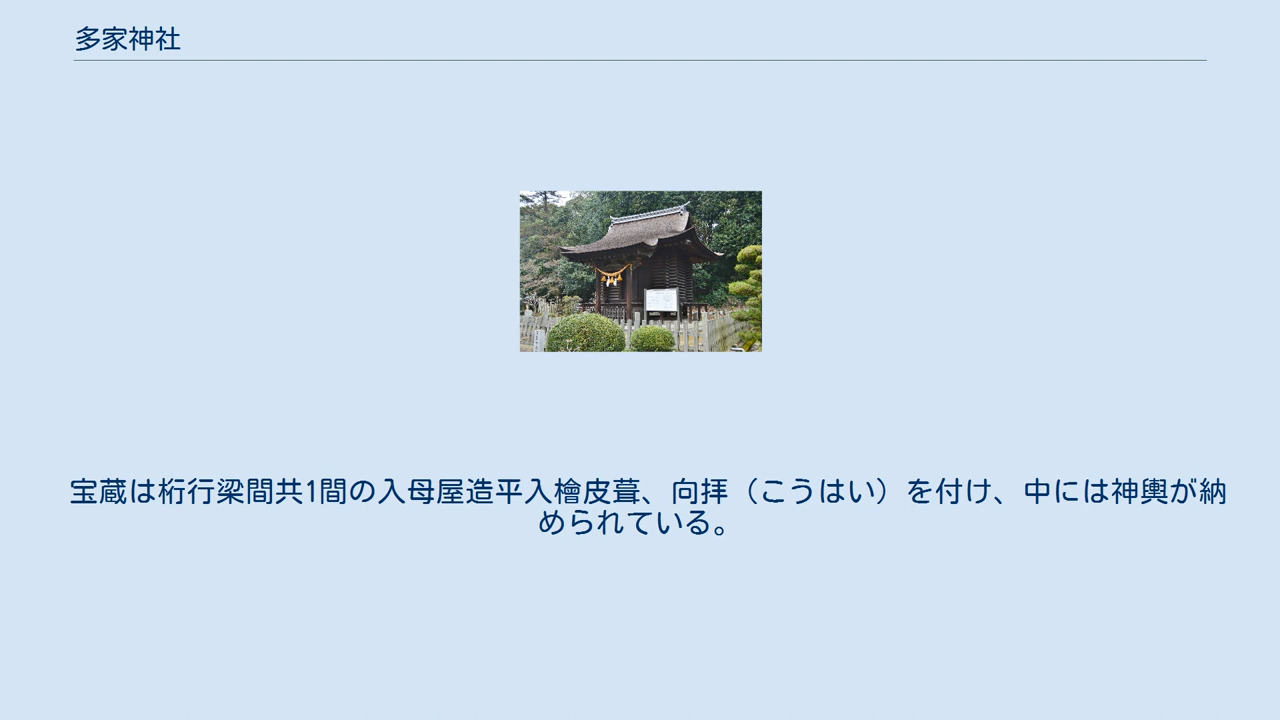 多家神社
宝蔵は桁行梁間共1間の入母屋造平入檜皮葺、向拝（こうはい）を付け、中には神輿が納
められている。